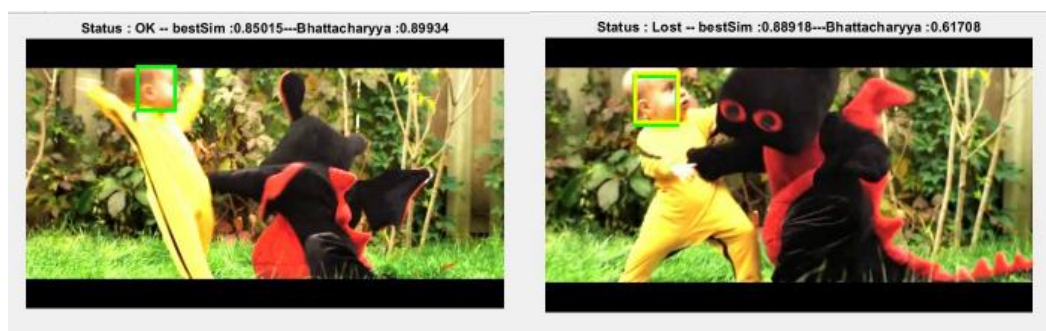 Status : OK -- bestSim :0.85015---Bhattacharyya :0.89934
Status : Lost -- bestSim :0.88918---Bhattacharyya :0.61708